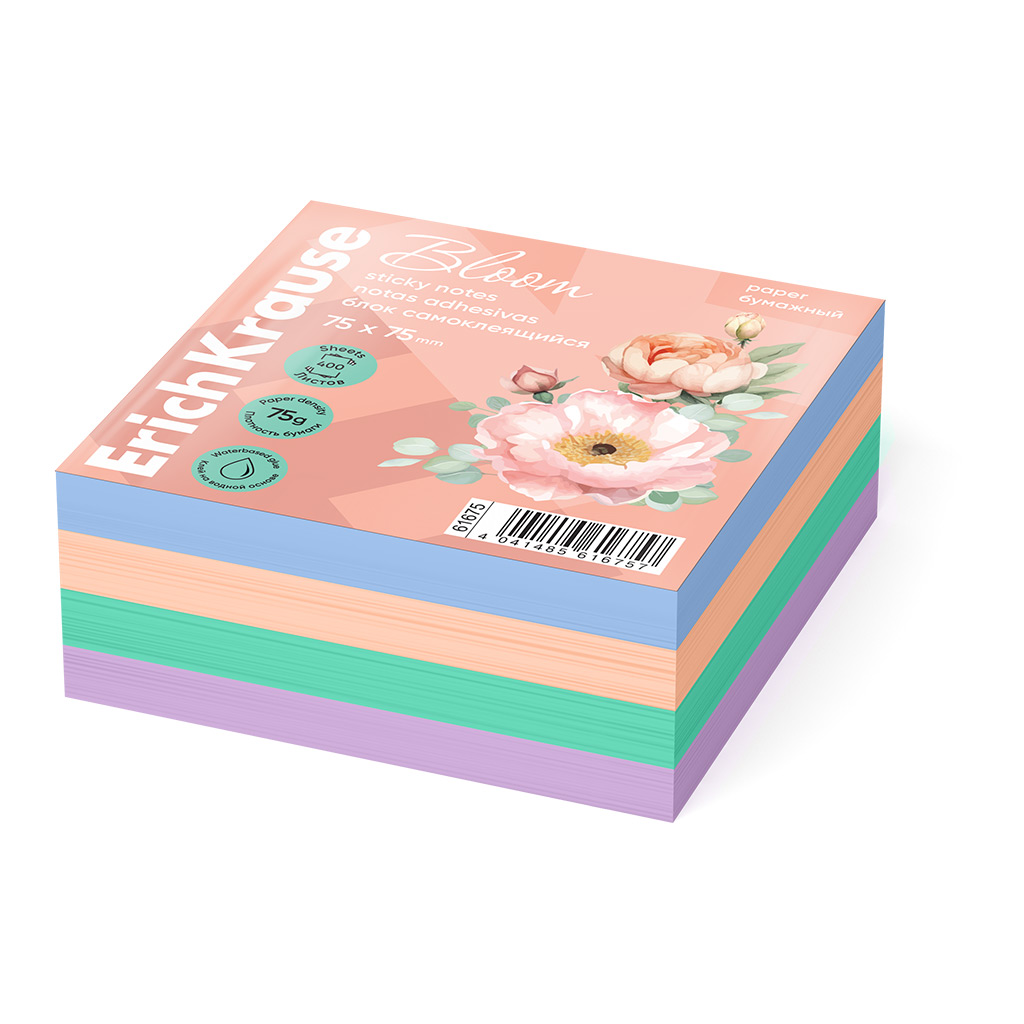 ErichKrause
Bloom
sticky notes
notas adhesivas
блок самоклеящийся
75 x 75 mm
paper
бумажный
Sheets
400
Листов
Paper density
75g
Плотность бумаги
Waterbased glue
Клей на водной основе
61675
4 041485 616757